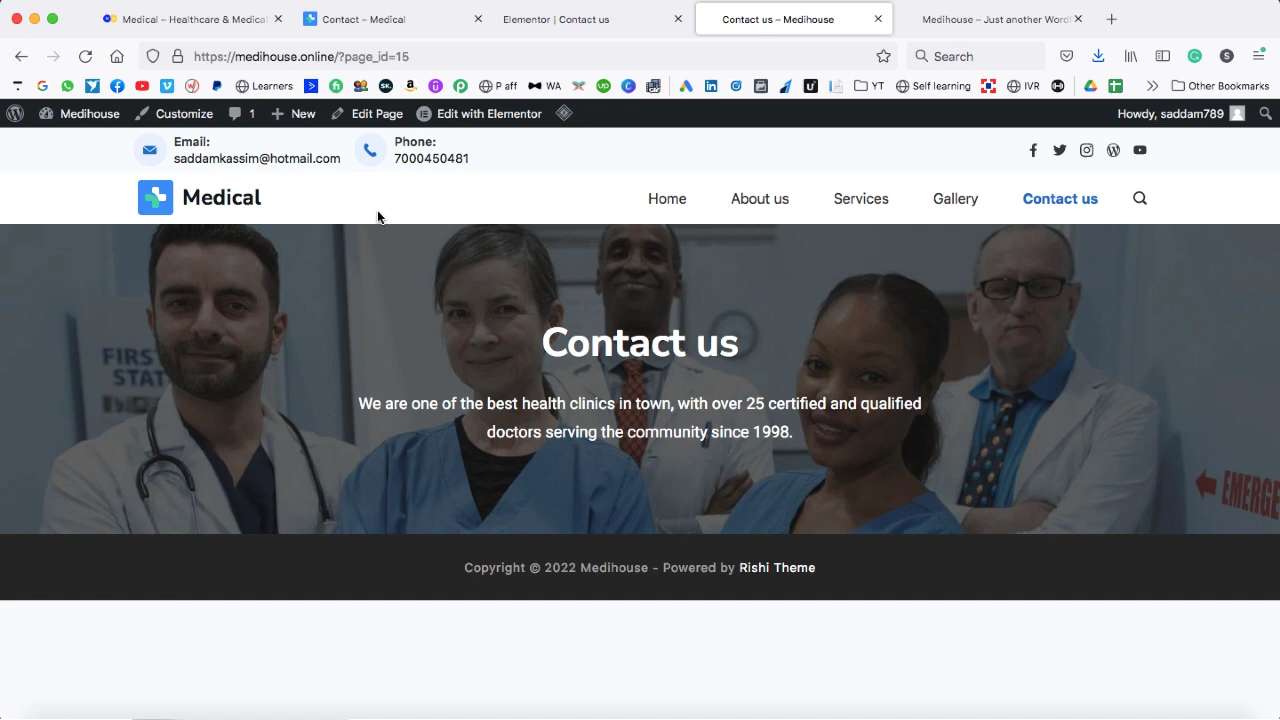 Medical – Healthcare & Medical
Contact – Medical
Elementor | Contact us
Contact us – Medihouse
Medihouse – Just another Word
https://medihouse.online/?page_id=15
Search
Learners
P aff
WA
YT
Self learning
IVR
Other Bookmarks
Medihouse
Customize
1
New
Edit Page
Edit with Elementor
Howdy, saddam789
Email:
saddamkassim@hotmail.com
Phone:
7000450481
Medical
Home
About us
Services
Gallery
Contact us
FIRS
STAT
Contact us
We are one of the best health clinics in town, with over 25 certified and qualified
doctors serving the community since 1998.
EMERGE
Copyright © 2022 Medihouse - Powered by Rishi Theme